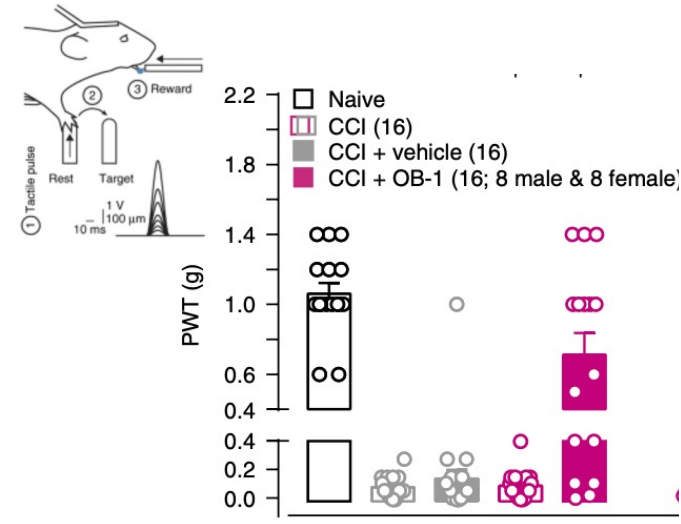 ③ Reward
②
Rest Target
① Tactile pulse
1 V
100 µm
10 ms
PWT (g)
2.2
1.8
1.4
1.0
0.6
0.4
0.4
0.2
0.0
Naive
CCI (16)
CCI + vehicle (16)
CCI + OB-1 (16; 8 male & 8 female)